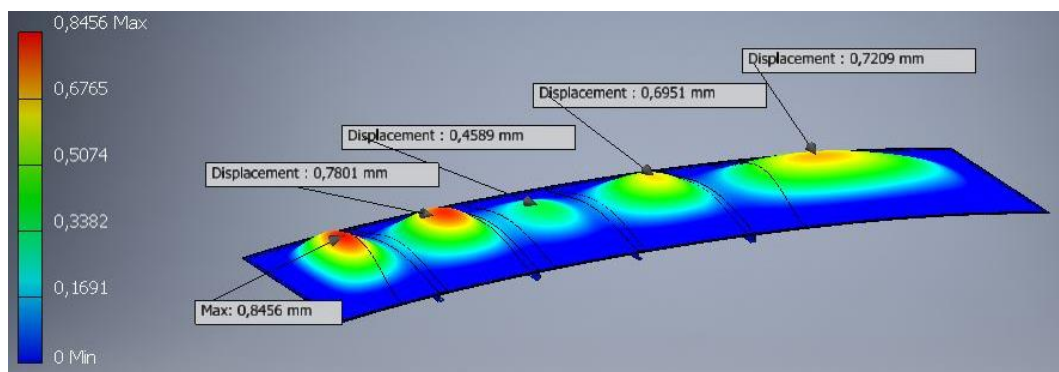 0,8456 Max
0,6765
0,5074
0,3382
0,1691
0 Min
Displacement : 0,7209 mm
Displacement : 0,6951 mm
Displacement : 0,4589 mm
Displacement : 0,7801 mm
Max: 0,8456 mm